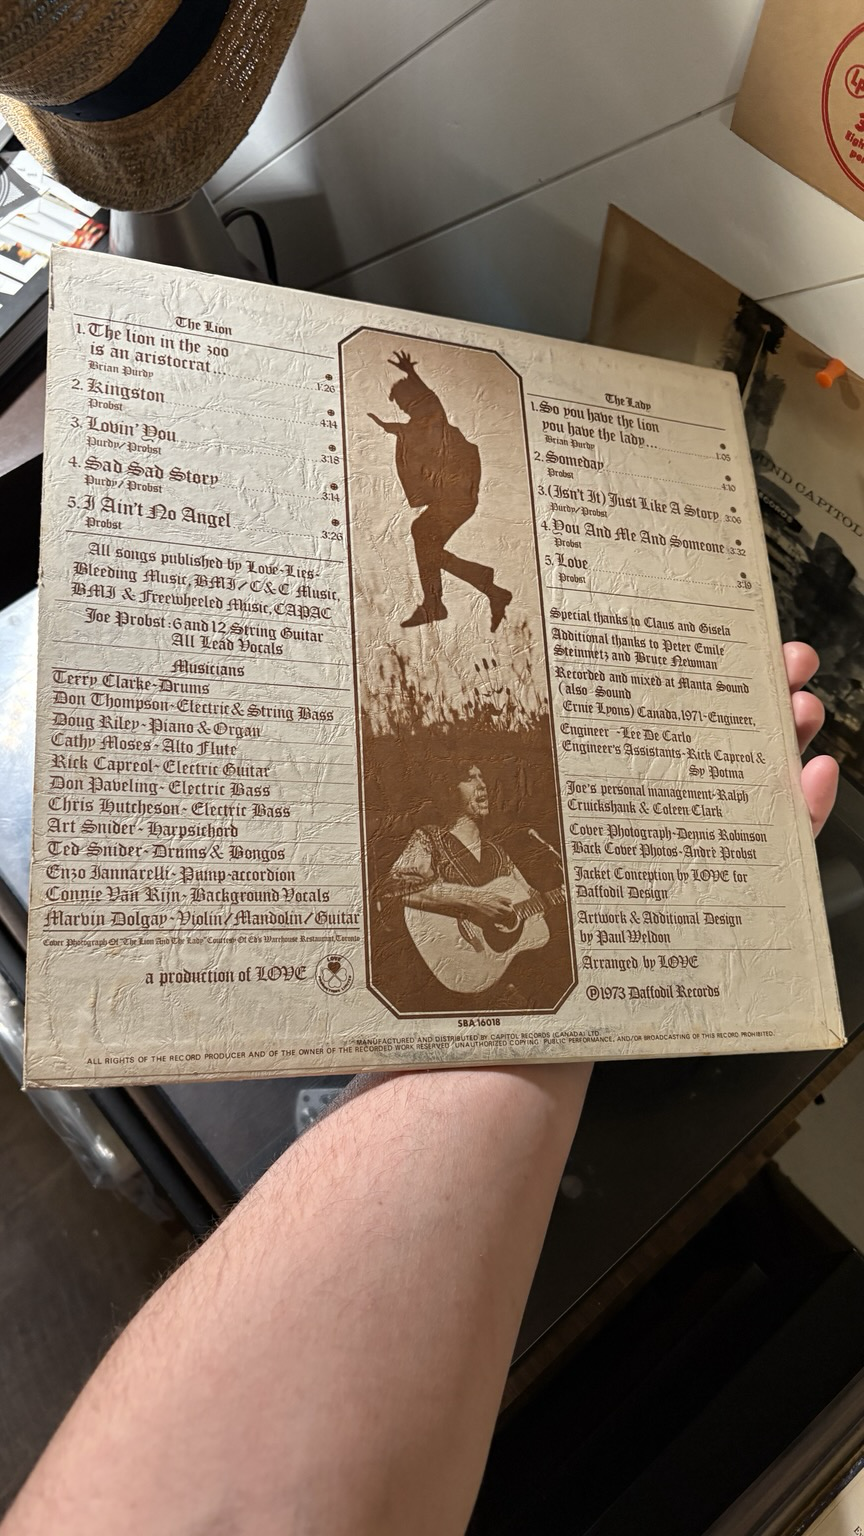 The Lion
1. The lion in the zoo
is an aristocrat...
Brian Purdy
1:26
2. Kingston
Probst
4:14
3. Lovin' You
Purdy/Probst
3:18
4. Sad Sad Story
Purdy/Probst
3:14
5. I Ain't No Angel
Probst
3:26
All songs published by Love-Lies-
Bleeding Music, BMI/C&C Music,
BMI & Freewheeled Music, CAPAC
Joe Probst: 6 and 12 String Guitar
All Lead Vocals
Musicians
Terry Clarke-Drums
Don Thompson-Electric & String Bass
Doug Riley-Piano & Organ
Cathy Moses-Alto Flute
Rick Capreol-Electric Guitar
Don Paveling-Electric Bass
Chris Hutcheson-Electric Bass
Art Snider-Harpsichord
Ted Snider-Drums & Bongos
Enzo Iannarelli-Pump-accordion
Connie Van Rijn-Background Vocals
Marvin Dolgay-Violin/Mandolin/Guitar
Cover Photograph Of "The Lion And The Lady" Courtesy Of Ed's Warehouse Restaurant, Toronto
a production of LOVE
LOVE
The Lady
1. So you have the lion
you have the lady...
Brian Purdy
1:05
2. Someday
Probst
4:10
3. (Isn't It) Just Like A Story
Purdy/Probst
3:06
4. You And Me And Someone
Probst
3:32
5. Love
Probst
3:19
Special thanks to Claus and Gisela
Additional thanks to Peter Emile
Steinmetz and Bruce Newman
Recorded and mixed at Manta Sound
(also-Sound
Ernie Lyons) Canada, 1971-Engineer,
Engineer -Lee De Carlo
Engineer's Assistants-Rick Capreol &
Sy Potma
Joe's personal management-Ralph
Cruickshank & Coleen Clark
Cover Photograph-Dennis Robinson
Back Cover Photos-Andrè Probst
Jacket Conception by LOVE for
Daffodil Design
Artwork & Additional Design
by Paul Weldon
Arranged by LOVE
℗1973 Daffodil Records
SBA 16018
MANUFACTURED AND DISTRIBUTED BY CAPITOL RECORDS (CANADA) LTD.
ALL RIGHTS OF THE RECORD PRODUCER AND OF THE OWNER OF THE RECORDED WORK RESERVED UNAUTHORIZED COPYING PUBLIC PERFORMANCE, AND/OR BROADCASTING OF THIS RECORD PROHIBITED.
CAPITOL